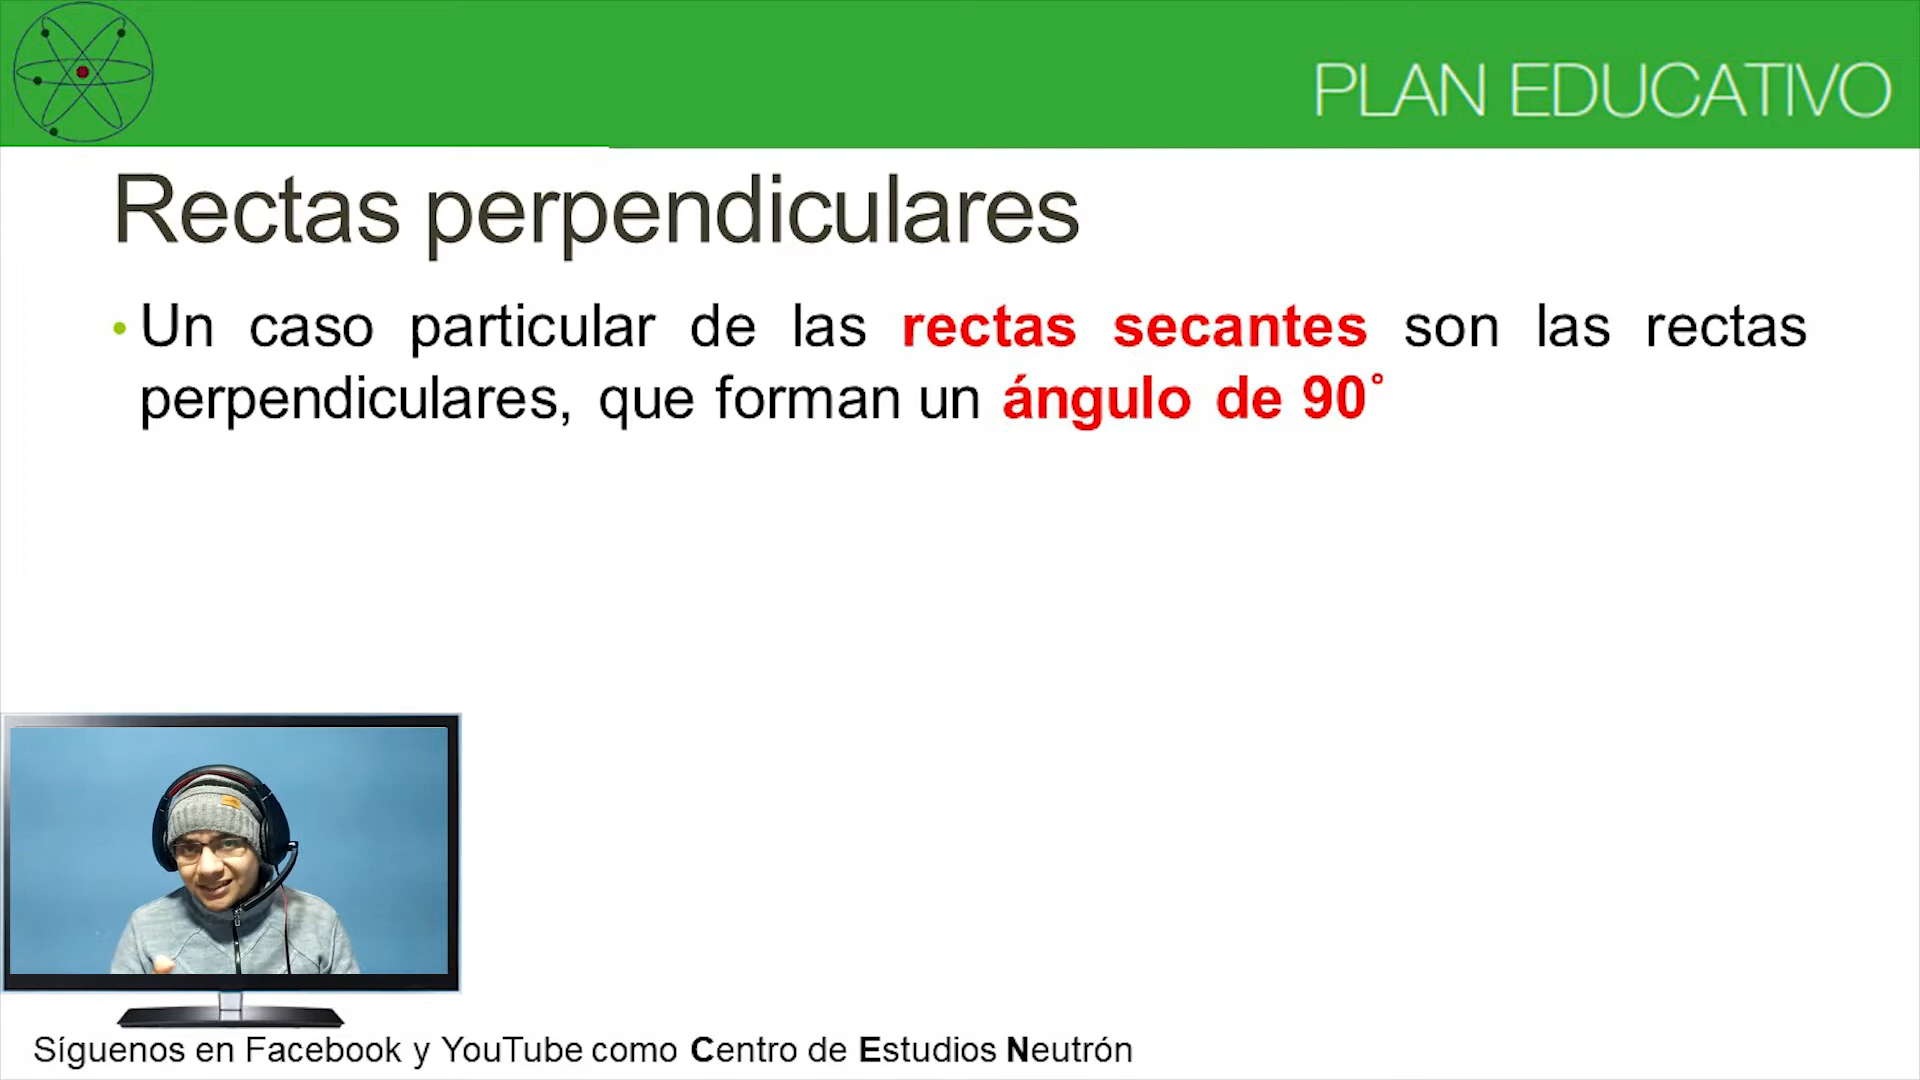 PLAN EDUCATIVO
Rectas perpendiculares
• Un caso particular de las rectas secantes son las rectas
perpendiculares, que forman un ángulo de 90°
Síguenos en Facebook y YouTube como Centro de Estudios Neutrón